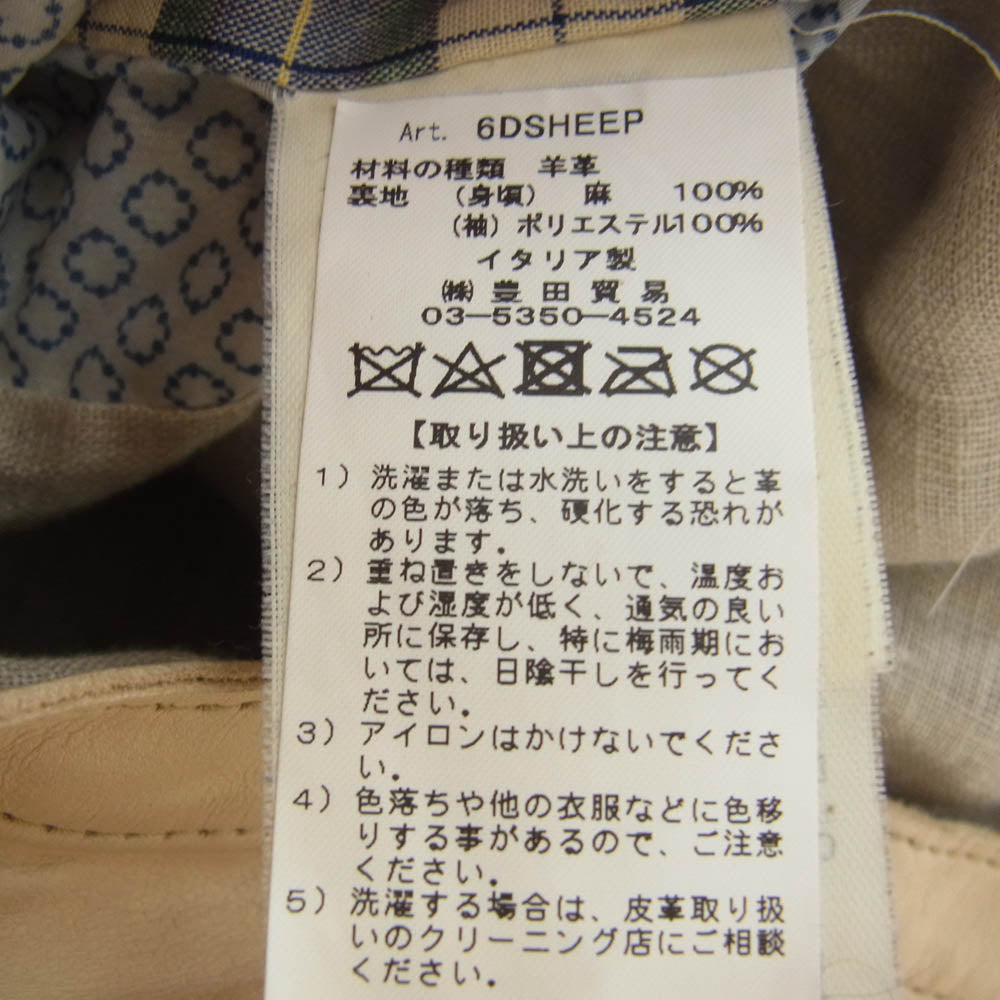 Art. 6DSHEEP
材料の種類 羊革
裏地 (身頃) 麻 100%
(袖) ポリエステル100%
イタリア製
㈱ 豊田貿易
03-5350-4524
【取り扱い上の注意】
1) 洗濯または水洗いをすると革
の色が落ち、硬化する恐れが
あります。
2) 重ね置きをしないで、温度お
よび湿度が低く、通気の良い
所に保存し、特に梅雨期にお
いては、日陰干しを行ってく
ださい。
3) アイロンはかけないでくださ
い。
4) 色落ちや他の衣服などに色移
りする事があるので、ご注意
ください。
5) 洗濯する場合は、皮革取り扱
いのクリーニング店にご相談
ください。